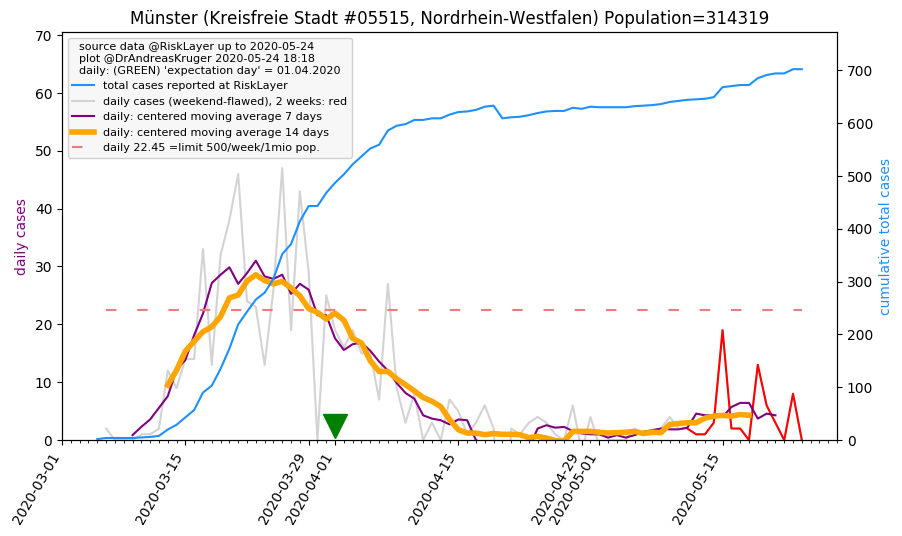 Münster (Kreisfreie Stadt #05515, Nordrhein-Westfalen) Population=314319
source data @RiskLayer up to 2020-05-24
plot @DrAndreasKruger 2020-05-24 18:18
daily: (GREEN) 'expectation day' = 01.04.2020
total cases reported at RiskLayer
daily cases (weekend-flawed), 2 weeks: red
daily: centered moving average 7 days
daily: centered moving average 14 days
daily 22.45 =limit 500/week/1mio pop.
daily cases
70
60
50
40
30
20
10
0
cumulative total cases
700
600
500
400
300
200
100
0
2020-03-01
2020-03-15
2020-03-29
2020-04-01
2020-04-15
2020-04-29
2020-05-01
2020-05-15